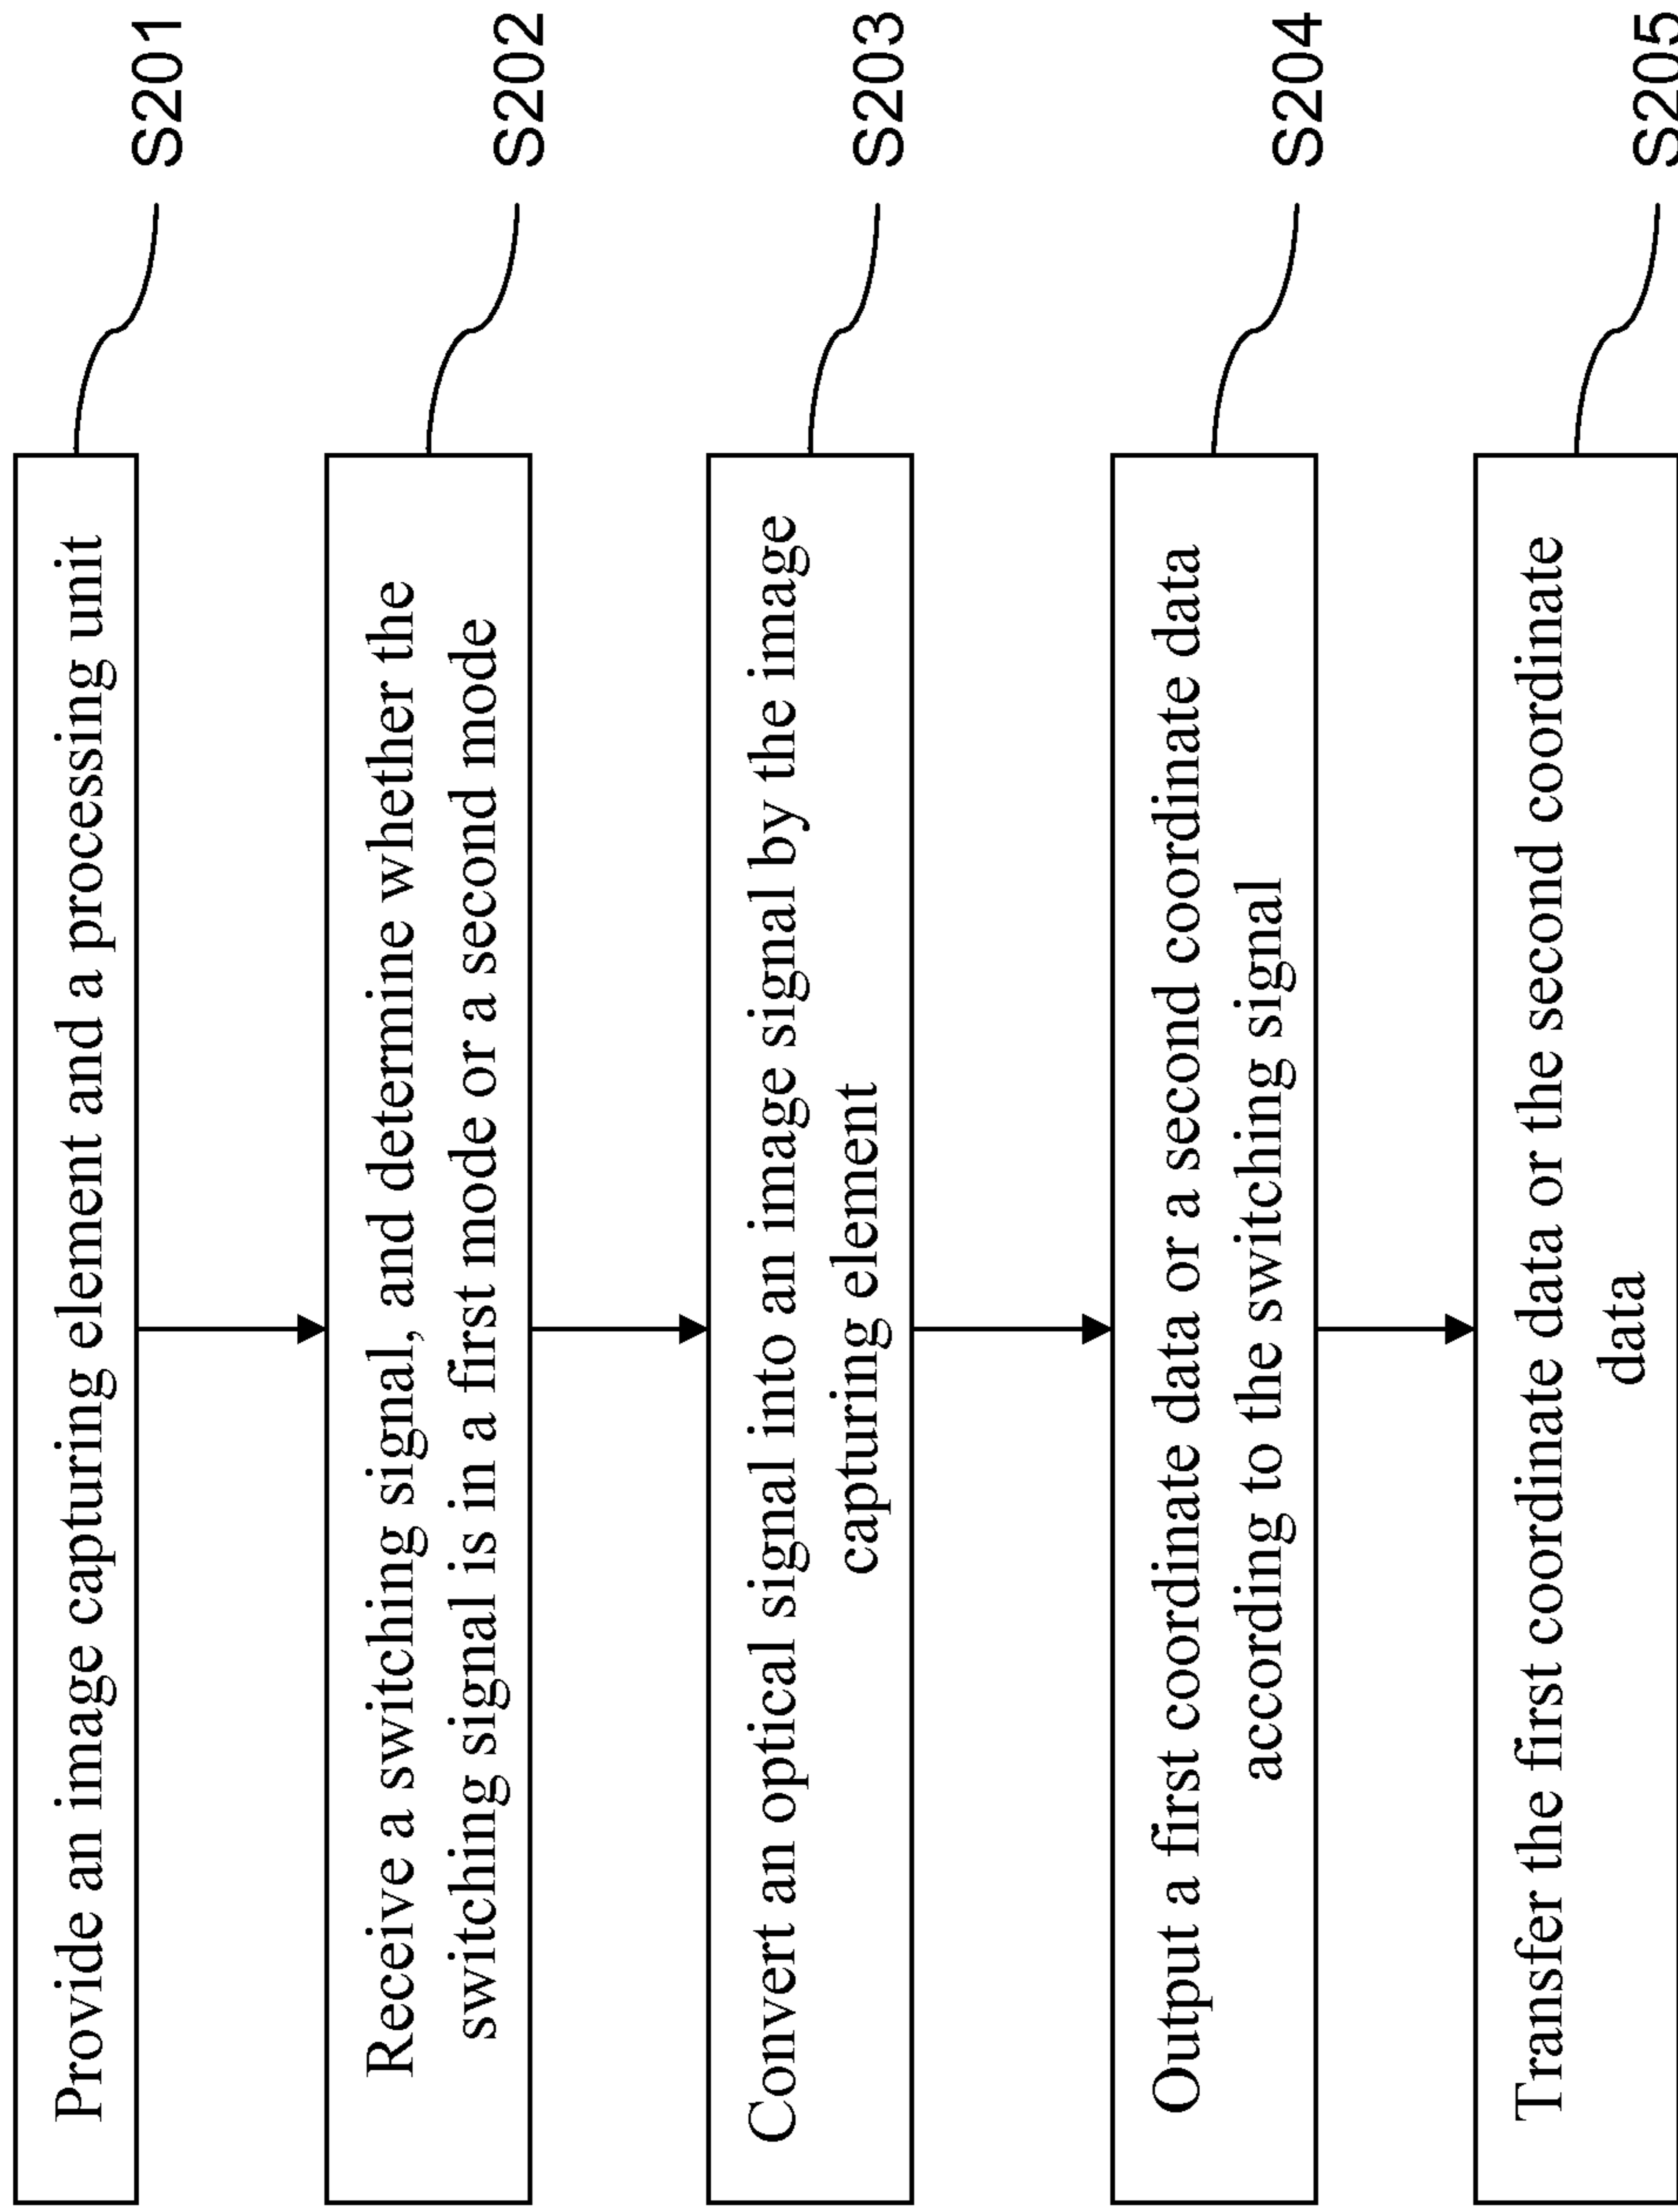 Provide an image capturing element and a processing unit
S201
Receive a switching signal, and determine whether the
switching signal is in a first mode or a second mode
S202
Convert an optical signal into an image signal by the image
capturing element
S203
Output a first coordinate data or a second coordinate data
according to the switching signal
S204
Transfer the first coordinate data or the second coordinate
data
S205